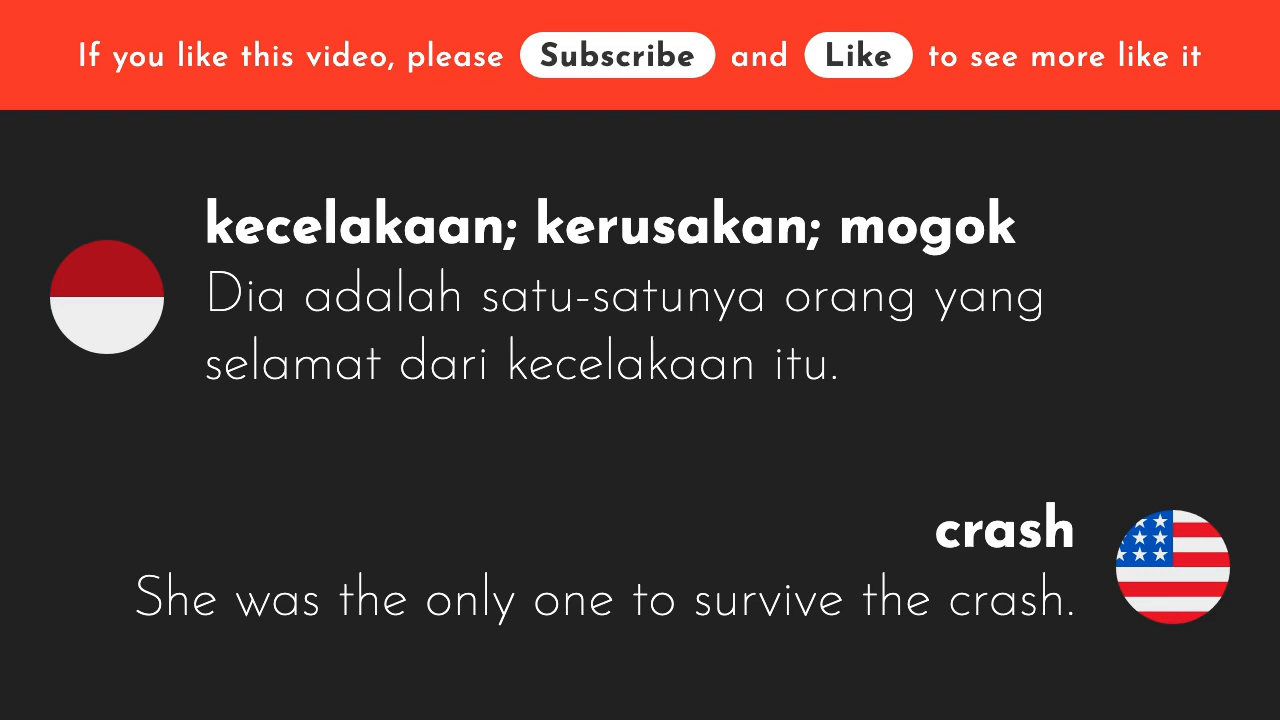 If you like this video, please Subscribe and Like to see more like it
kecelakaan; kerusakan; mogok
Dia adalah satu-satunya orang yang
selamat dari kecelakaan itu.
crash
She was the only one to survive the crash.